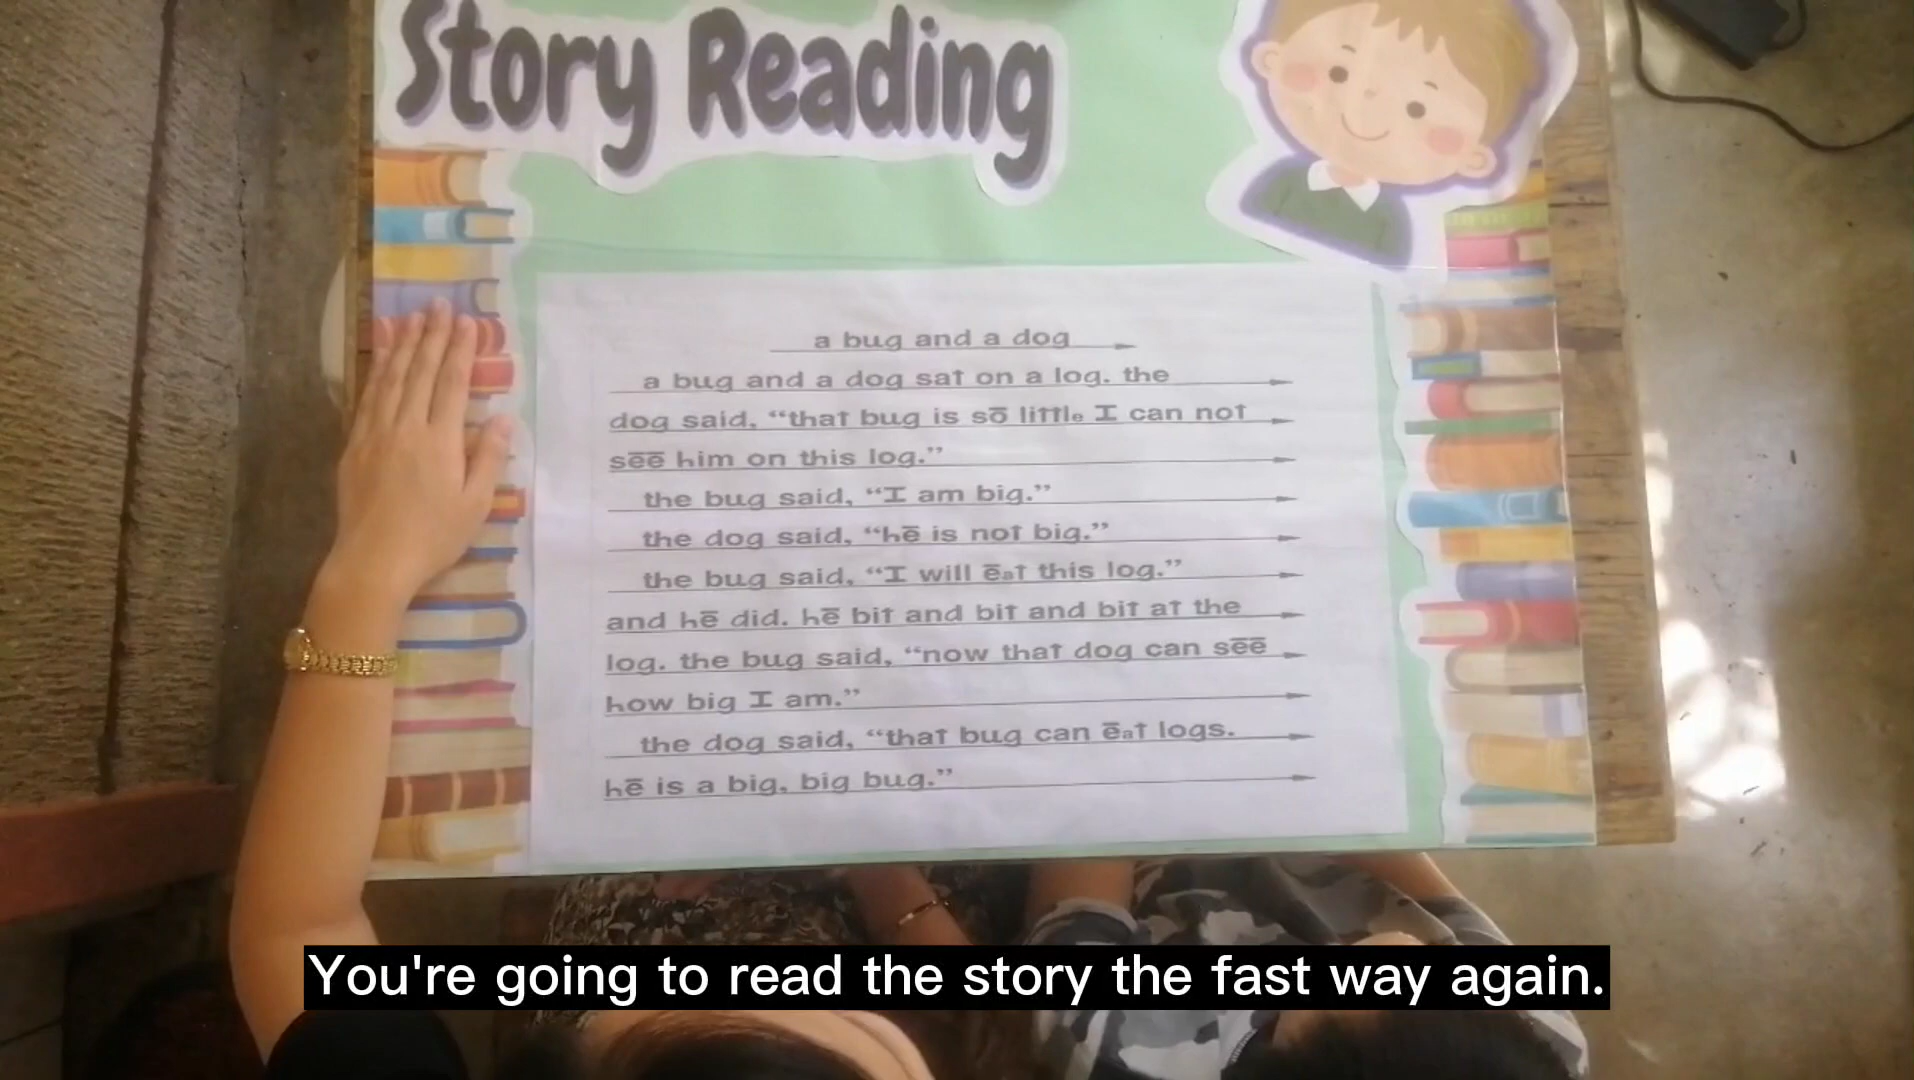 Story Reading
a bug and a dog
a bug and a dog sat on a log. the
dog said, “that bug is sō little I can not
sēē him on this log.”
the bug said, “I am big.”
the dog said, “hē is not big.”
the bug said, “I will ēat this log.”
and hē did. hē bit and bit and bit at the
log. the bug said, “now that dog can sēē
how big I am.”
the dog said, “that bug can ēat logs.
hē is a big, big bug.”
You're going to read the story the fast way again.